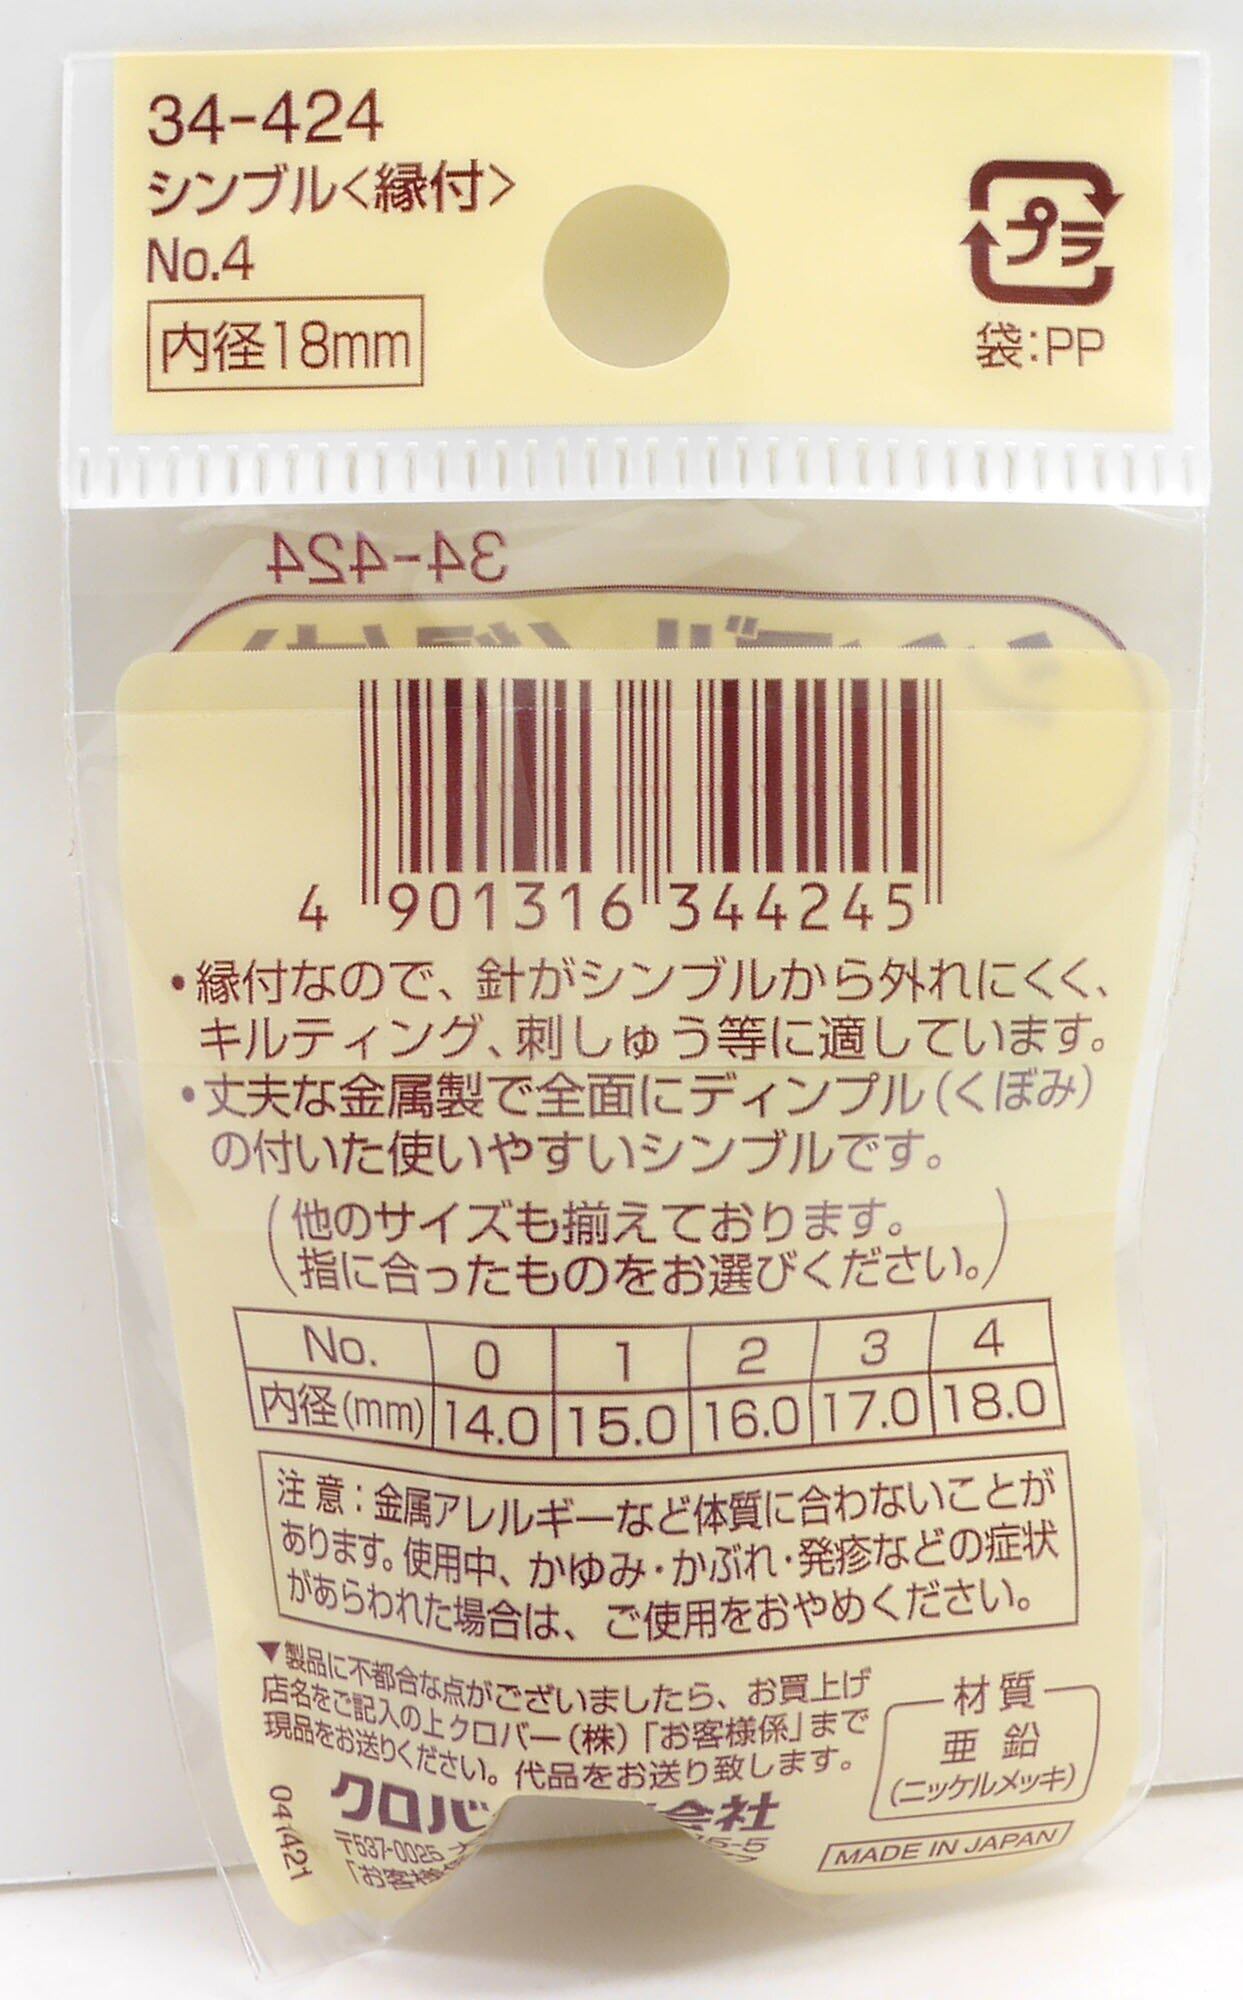 34-424
シンブル〈縁付〉
No.4
内径18mm
プラ
袋:PP
34-424
4 901316 344245
・縁付なので、針がシンブルから外れにくく、
キルティング、刺しゅう等に適しています。
・丈夫な金属製で全面にディンプル(くぼみ)
の付いた使いやすいシンブルです。
(他のサイズも揃えております。
指に合ったものをお選びください。)
No. 0 1 2 3 4
内径(mm) 14.0 15.0 16.0 17.0 18.0
注意:金属アレルギーなど体質に合わないことが
あります。使用中、かゆみ・かぶれ・発疹などの症状
があらわれた場合は、ご使用をおやめください。
▼製品に不都合な点がございましたら、お買上げ
店名をご記入の上クロバー(株)「お客様係」まで
現品をお送りください。代品をお送り致します。
材質
亜鉛
(ニッケルメッキ)
クロバ 会社
〒537-0025
5-5
「お客様
041421
MADE IN JAPAN